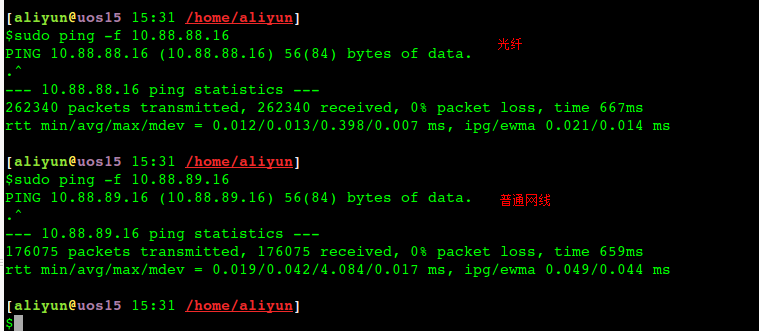 [aliyun@uos15 15:31 /home/aliyun]
$sudo ping -f 10.88.88.16
PING 10.88.88.16 (10.88.88.16) 56(84) bytes of data.
光纤
.^
--- 10.88.88.16 ping statistics ---
262340 packets transmitted, 262340 received, 0% packet loss, time 667ms
rtt min/avg/max/mdev = 0.012/0.013/0.398/0.007 ms, ipg/ewma 0.021/0.014 ms
[aliyun@uos15 15:31 /home/aliyun]
$sudo ping -f 10.88.89.16
PING 10.88.89.16 (10.88.89.16) 56(84) bytes of data.
普通网线
.^
--- 10.88.89.16 ping statistics ---
176075 packets transmitted, 176075 received, 0% packet loss, time 659ms
rtt min/avg/max/mdev = 0.019/0.042/4.084/0.017 ms, ipg/ewma 0.049/0.044 ms
[aliyun@uos15 15:31 /home/aliyun]
$